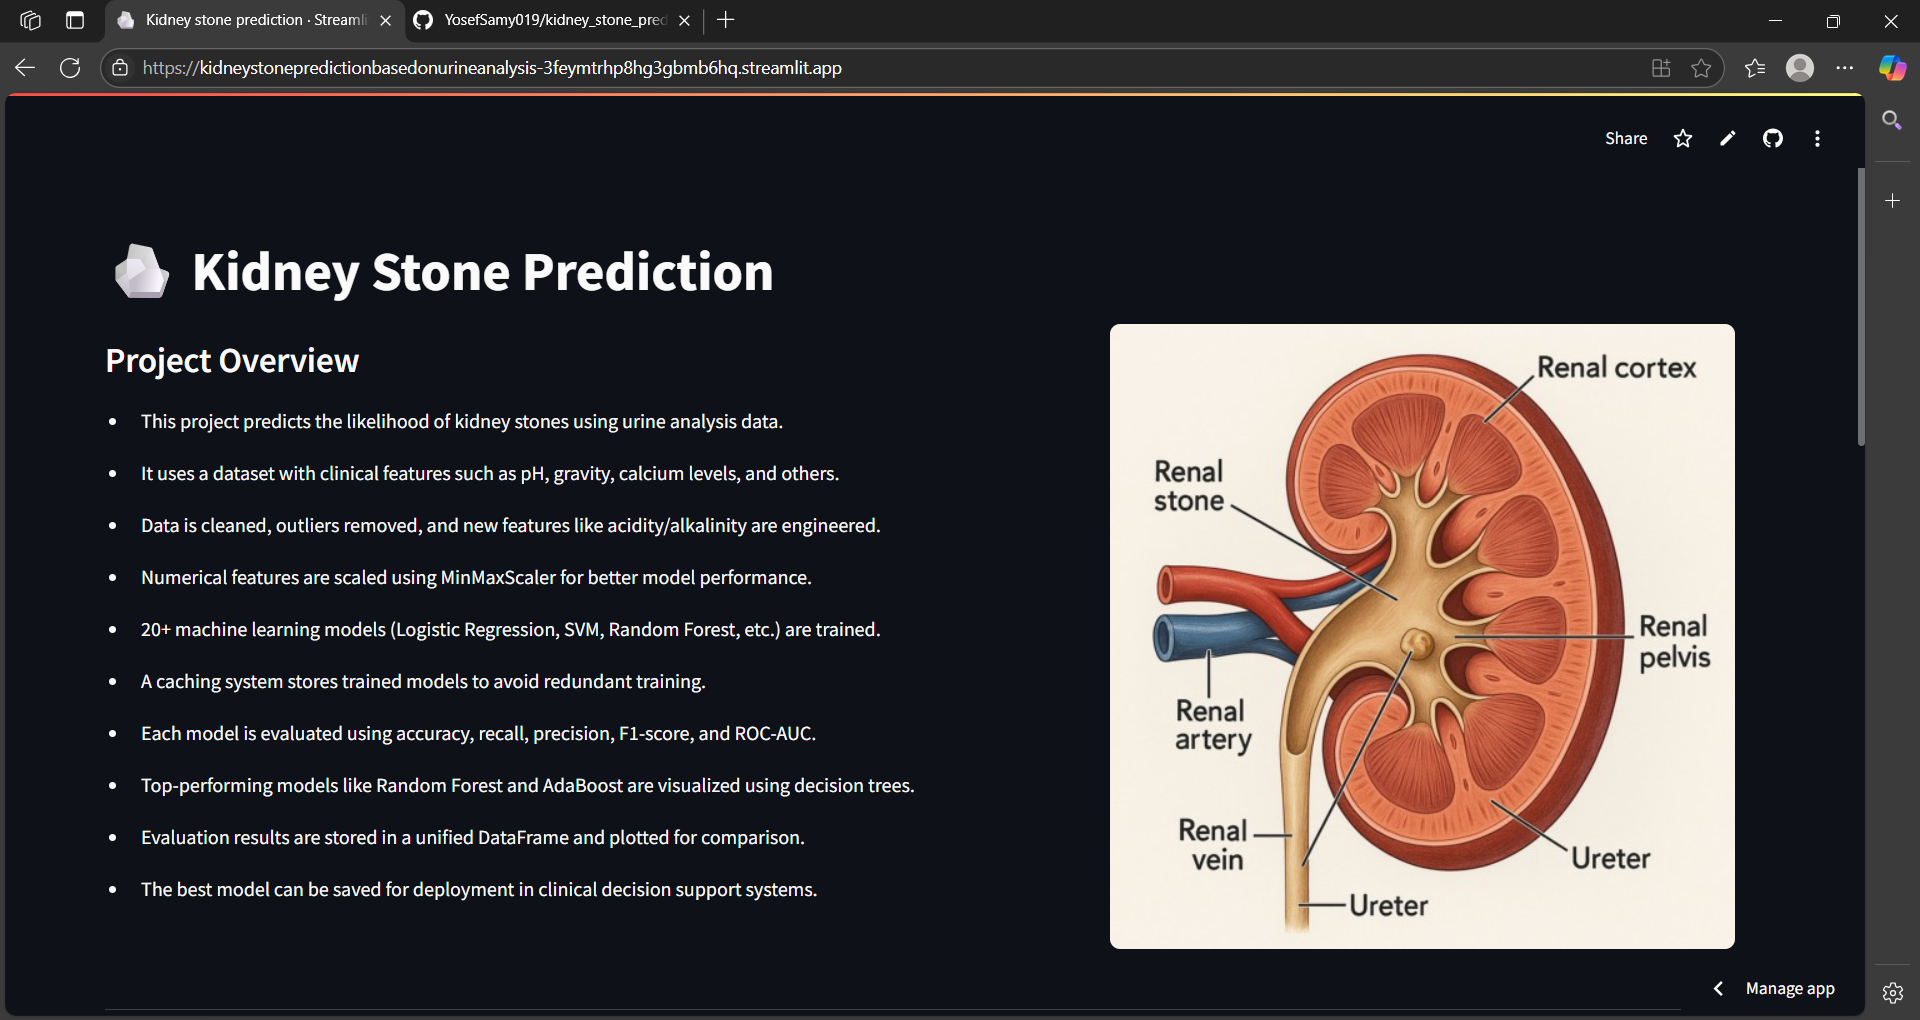 Kidney stone prediction · Streamli
YosefSamy019/kidney_stone_pred
https://kidneystonepredictionbasedonurineanalysis-3feymtrhp8hg3gbmb6hq.streamlit.app
Share
Kidney Stone Prediction
Project Overview
• This project predicts the likelihood of kidney stones using urine analysis data.
• It uses a dataset with clinical features such as pH, gravity, calcium levels, and others.
• Data is cleaned, outliers removed, and new features like acidity/alkalinity are engineered.
• Numerical features are scaled using MinMaxScaler for better model performance.
• 20+ machine learning models (Logistic Regression, SVM, Random Forest, etc.) are trained.
• A caching system stores trained models to avoid redundant training.
• Each model is evaluated using accuracy, recall, precision, F1-score, and ROC-AUC.
• Top-performing models like Random Forest and AdaBoost are visualized using decision trees.
• Evaluation results are stored in a unified DataFrame and plotted for comparison.
• The best model can be saved for deployment in clinical decision support systems.
Renal cortex
Renal
stone
Renal
pelvis
Renal
artery
Renal
vein
Ureter
Ureter
Manage app